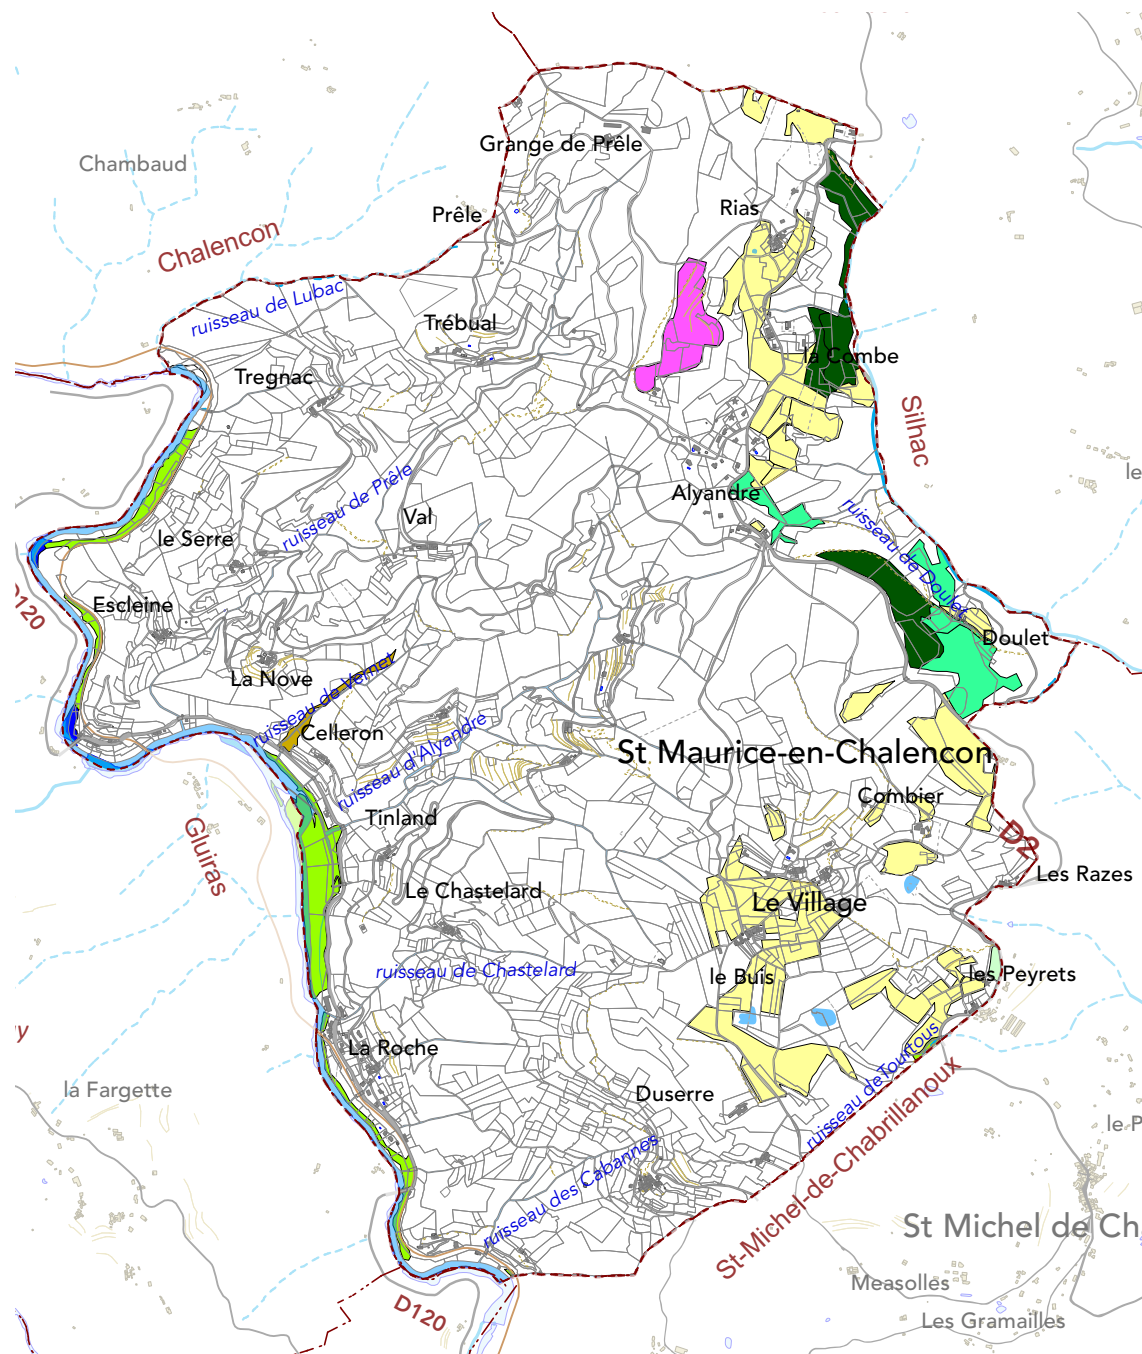 Grange de Prêle
Chambaud
Prêle
Rias
Chalencon
ruisseau de Lubac
Trébual
la Combe
Tregnac
Silhac
le
ruisseau de Prêle
Alyandre
Val
ruisseau de Doulet
le Serre
D120
Escleine
Doulet
La Nove
ruisseau de Vernet
Celleron
ruisseau d'Alyandre
St Maurice-en-Chalencon
Combier
Tinland
D2
Gluiras
Les Razes
Le Chastelard
Le Village
ruisseau de Chastelard
le Buis
les Peyrets
y
La Roche
ruisseau deTourtous
la Fargette
Duserre
le P
ruisseau des Cabannes
St-Michel-de-Chabrillanoux
St Michel de Ch
Measolles
D120
Les Gramailles